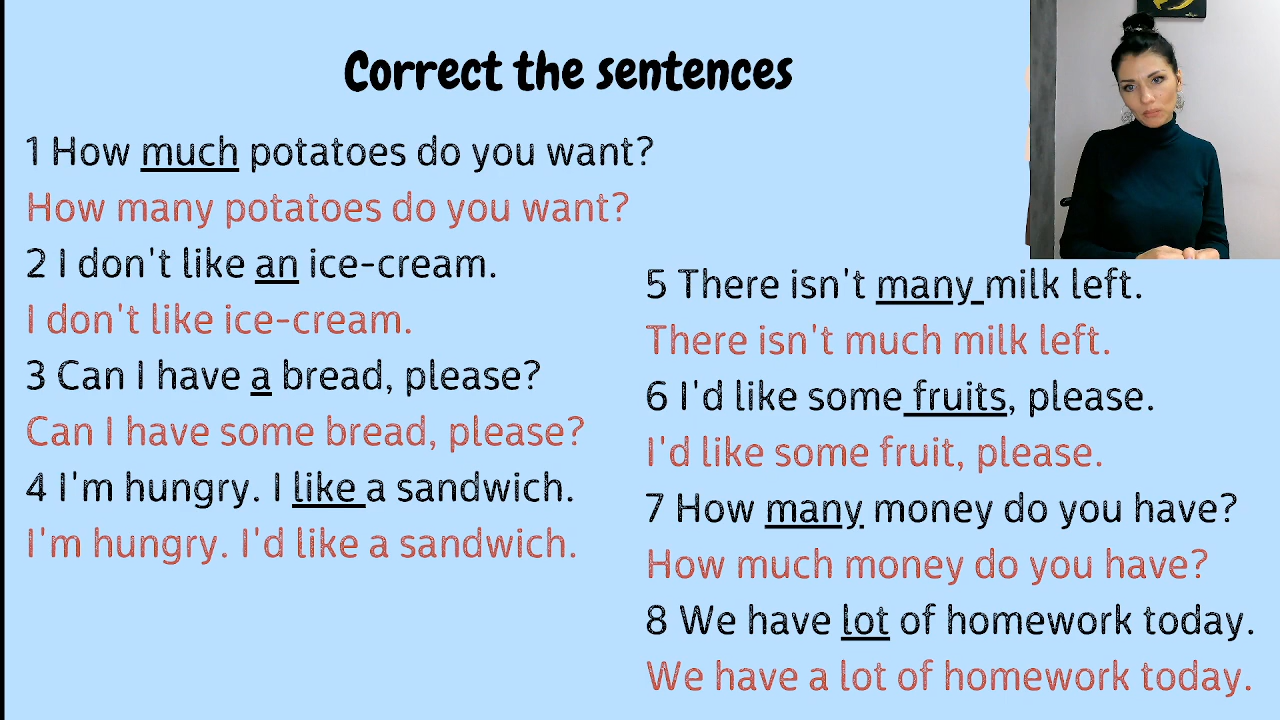 Correct the sentences
1 How much potatoes do you want?
How many potatoes do you want?
2 I don't like an ice-cream.
I don't like ice-cream.
3 Can I have a bread, please?
Can I have some bread, please?
4 I'm hungry. I like a sandwich.
I'm hungry. I'd like a sandwich.
5 There isn't many milk left.
There isn't much milk left.
6 I'd like some fruits, please.
I'd like some fruit, please.
7 How many money do you have?
How much money do you have?
8 We have lot of homework today.
We have a lot of homework today.